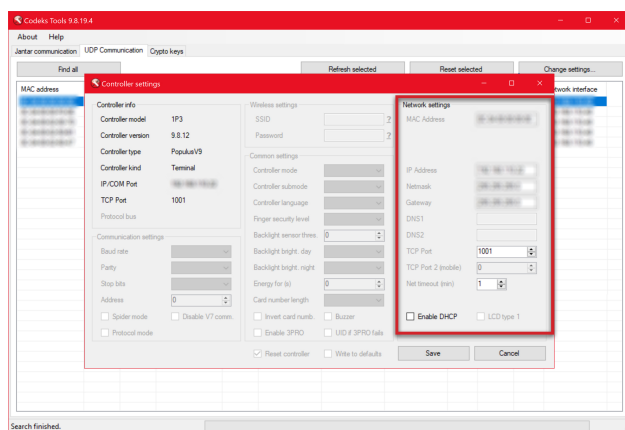 Codeks Tools 9.8.19.4
About Help
Jantar communication UDP Communication Crypto keys
Find all Refresh selected Reset selected Change settings...
MAC address twork interface
Controller settings
Controller info
Controller model 1P3
Controller version 9.8.12
Controller type PopulusV9
Controller kind Terminal
IP/COM Port
TCP Port 1001
Protocol bus
Communication settings
Baud rate
Parity
Stop bits
Address 0
Spider mode Disable V7 comm.
Protocol mode
Wireless settings
SSID ?
Password ?
Common settings
Controller mode
Controller submode
Controller language
Finger security level
Backlight sensor thres. 0
Backlight bright. day
Backlight bright. night
Energy for (s) 0
Card number length
Invert card numb. Buzzer
Enable 3PRO UID if 3PRO fails
Reset controller Write to defaults
Network settings
MAC Address
IP Address
Netmask
Gateway
DNS1
DNS2
TCP Port 1001
TCP Port 2 (mobile) 0
Net timeout (min) 1
Enable DHCP LCD type 1
Save Cancel
Search finished.